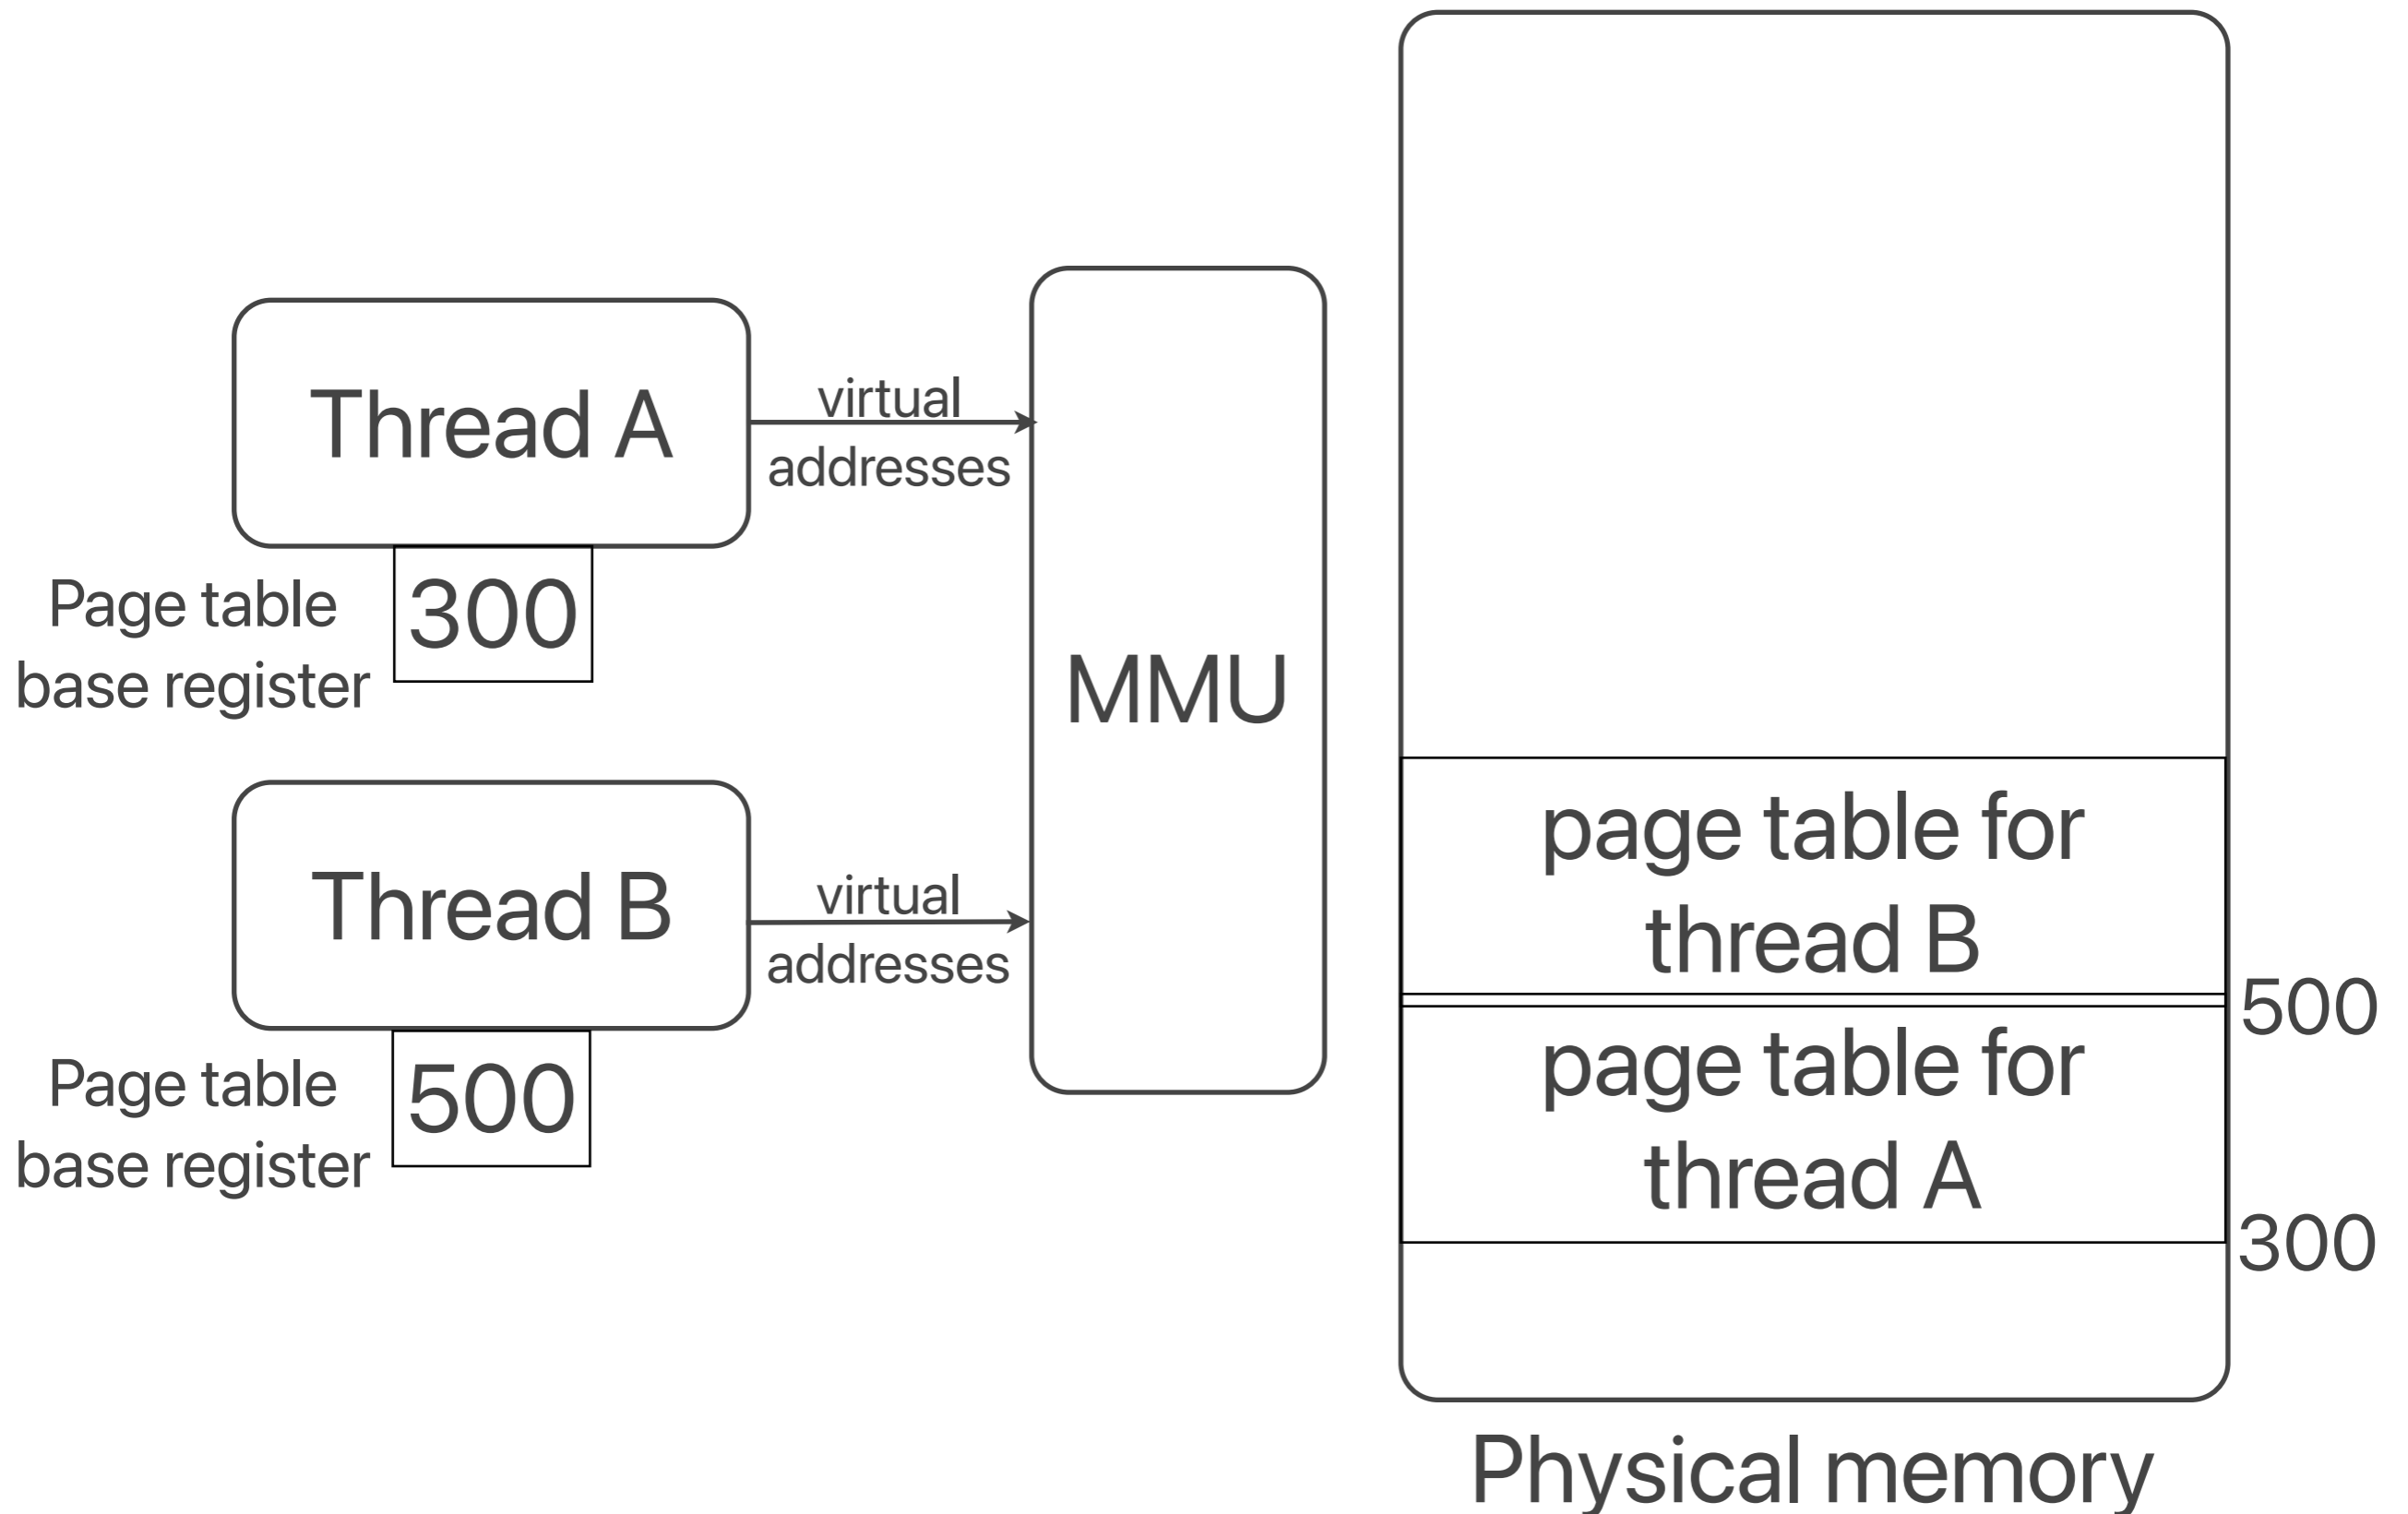 Thread A
virtual
addresses
Page table
base register
300
MMU
Thread B
virtual
addresses
Page table
base register
500
page table for
thread B
500
page table for
thread A
300
Physical memory